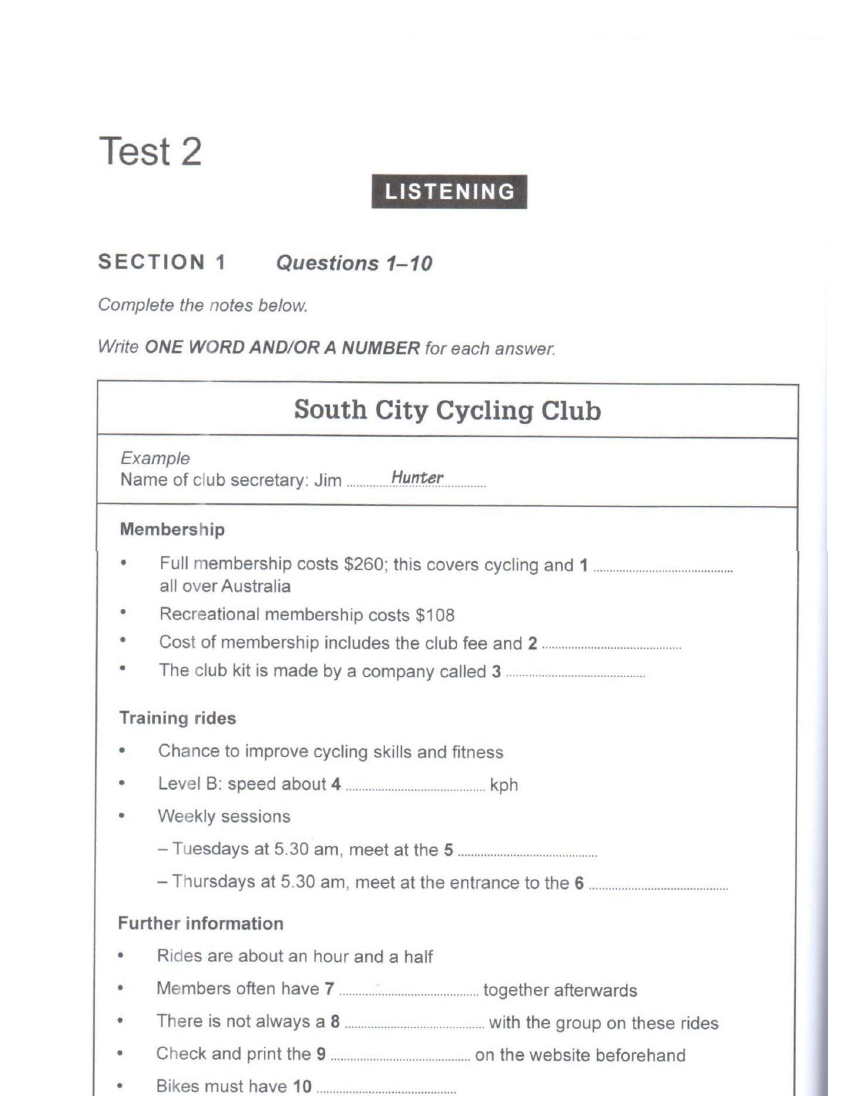 Test 2
LISTENING
SECTION 1 Questions 1–10
Complete the notes below.
Write ONE WORD AND/OR A NUMBER for each answer.
South City Cycling Club
Example
Name of club secretary: Jim ............Hunter............
Membership
• Full membership costs $260; this covers cycling and 1 ........................................
all over Australia
• Recreational membership costs $108
• Cost of membership includes the club fee and 2 ........................................
• The club kit is made by a company called 3 ........................................
Training rides
• Chance to improve cycling skills and fitness
• Level B: speed about 4 ........................................ kph
• Weekly sessions
– Tuesdays at 5.30 am, meet at the 5 ........................................
– Thursdays at 5.30 am, meet at the entrance to the 6 ........................................
Further information
• Rides are about an hour and a half
• Members often have 7 ........................................ together afterwards
• There is not always a 8 ........................................ with the group on these rides
• Check and print the 9 ........................................ on the website beforehand
• Bikes must have 10 ........................................